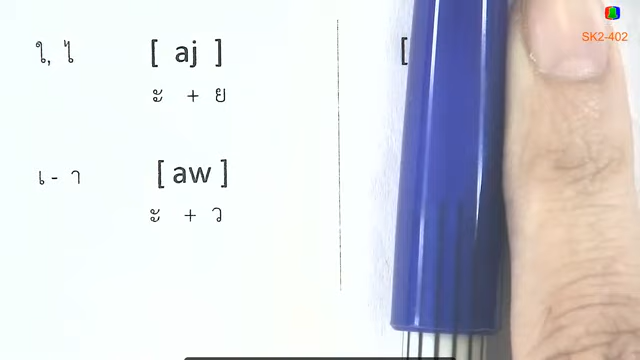 SK2-402
ใ, ไ [ aj ] [
ะ + ย
เ - า [ aw ]
ะ + ว